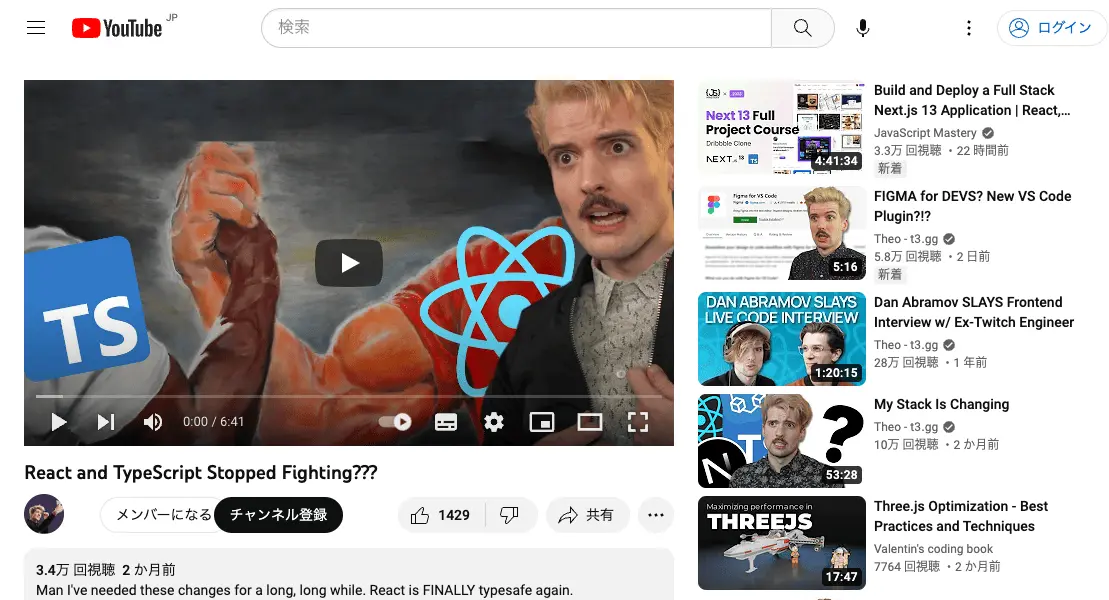 YouTube JP
検索
ログイン
TS
0:00 / 6:41
React and TypeScript Stopped Fighting???
メンバーになる
チャンネル登録
1429
共有
3.4万 回視聴 2 か月前
Man I've needed these changes for a long, long while. React is FINALLY typesafe again.
Next 13 Full
Project Course
Dribbble Clone
NEXT.JS 13
TS
4:41:34
Build and Deploy a Full Stack
Next.js 13 Application | React,...
JavaScript Mastery
3.3万 回視聴 ・22 時間前
新着
Figma for VS Code
5:16
FIGMA for DEVS? New VS Code
Plugin?!?
Theo - t3.gg
5.8万 回視聴 ・2 日前
新着
DAN ABRAMOV SLAYS
LIVE CODE INTERVIEW
1:20:15
Dan Abramov SLAYS Frontend
Interview w/ Ex-Twitch Engineer
Theo - t3.gg
28万 回視聴 ・1 年前
?
53:28
My Stack Is Changing
Theo - t3.gg
10万 回視聴 ・2 か月前
Maximizing performance in
THREEJS
17:47
Three.js Optimization - Best
Practices and Techniques
Valentin's coding book
7764 回視聴 ・2 か月前